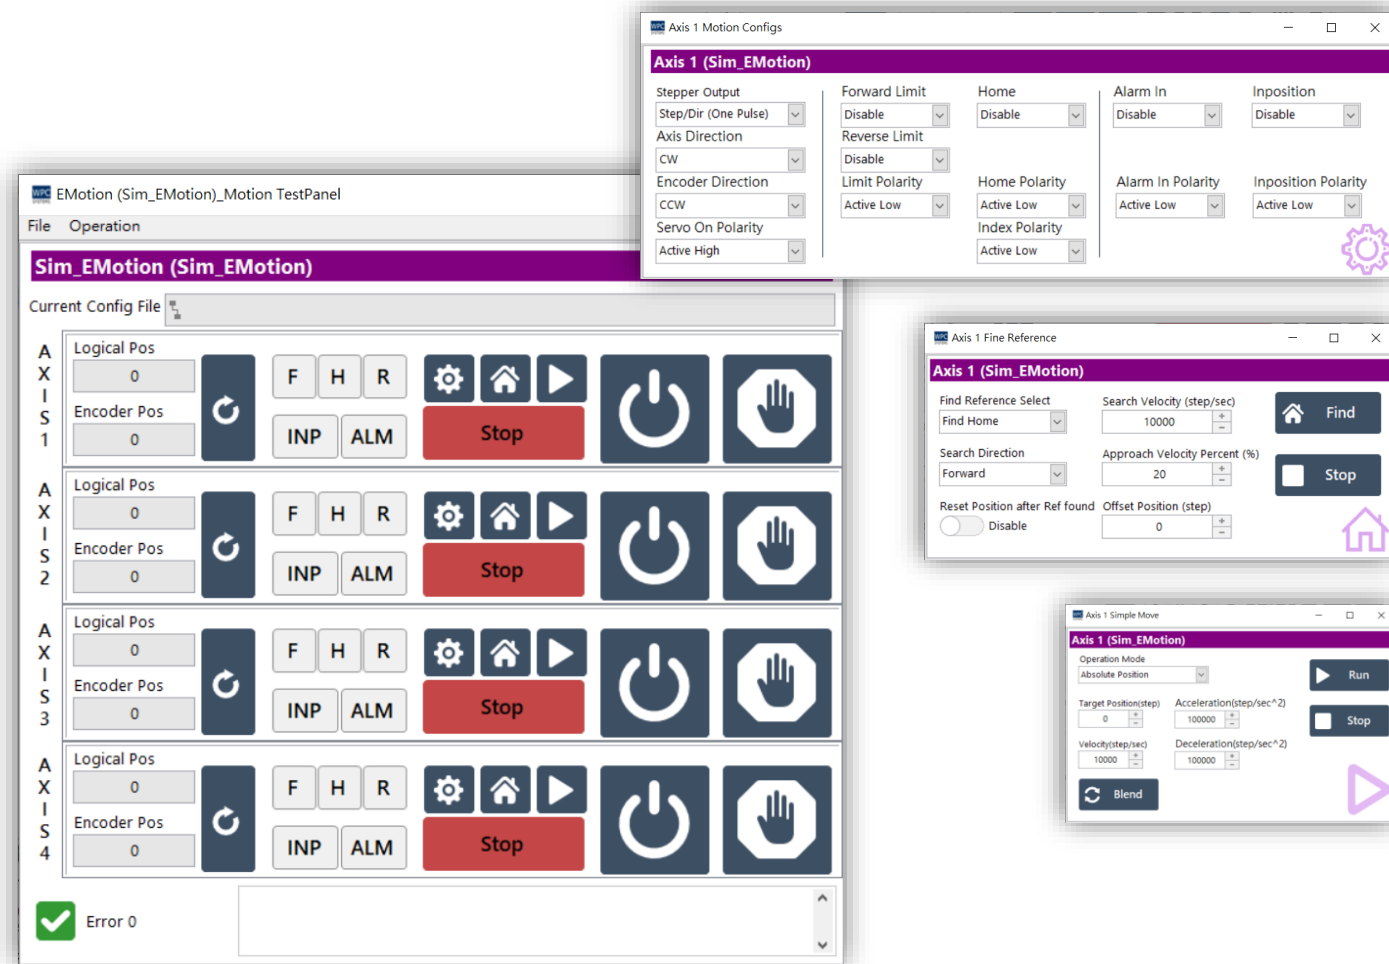 WPC Axis 1 Motion Configs
Axis 1 (Sim_EMotion)
Stepper Output Forward Limit Home Alarm In Inposition
Step/Dir (One Pulse) Disable Disable Disable Disable
Axis Direction Reverse Limit
CW Disable
Encoder Direction Limit Polarity Home Polarity Alarm In Polarity Inposition Polarity
CCW Active Low Active Low Active Low Active Low
Servo On Polarity Index Polarity
Active High Active Low
WPC EMotion (Sim_EMotion)_Motion TestPanel
File Operation
Sim_EMotion (Sim_EMotion)
Current Config File
AXIS1
Logical Pos
0
Encoder Pos
0
F H R
INP ALM
Stop
AXIS2
Logical Pos
0
Encoder Pos
0
F H R
INP ALM
Stop
AXIS3
Logical Pos
0
Encoder Pos
0
F H R
INP ALM
Stop
AXIS4
Logical Pos
0
Encoder Pos
0
F H R
INP ALM
Stop
Error 0
WPC Axis 1 Fine Reference
Axis 1 (Sim_EMotion)
Find Reference Select Search Velocity (step/sec)
Find Home 10000 Find
Search Direction Approach Velocity Percent (%)
Forward 20 Stop
Reset Position after Ref found Offset Position (step)
Disable 0
WPC Axis 1 Simple Move
Axis 1 (Sim_EMotion)
Operation Mode
Absolute Position Run
Target Position(step) Acceleration(step/sec^2)
0 100000 Stop
Velocity(step/sec) Deceleration(step/sec^2)
10000 100000
Blend